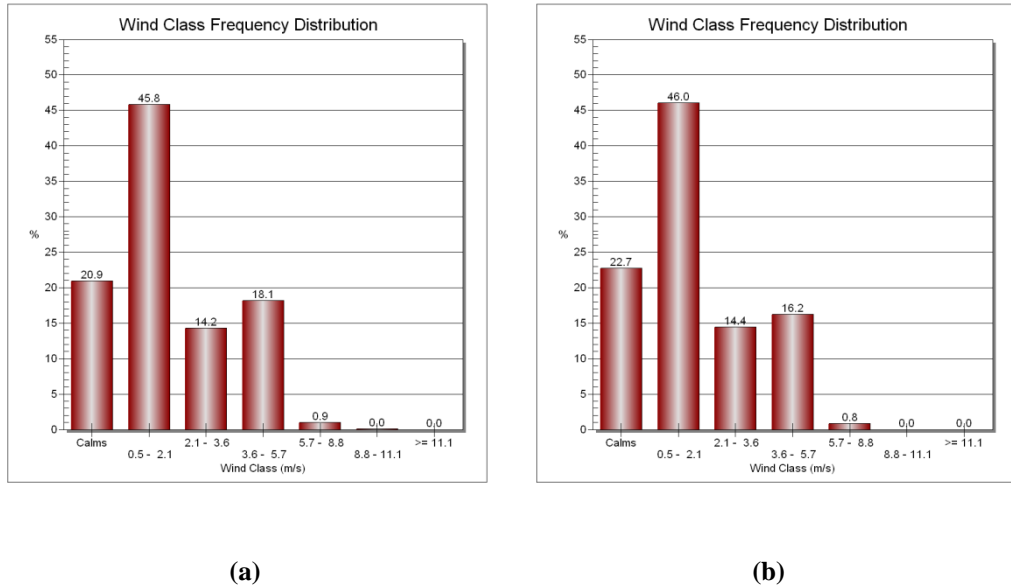 Wind Class Frequency Distribution
55
50
45
40
35
30
25
20
15
10
5
0
%
20.9
45.8
14.2
18.1
0.9
0.0
0.0
Calms
0.5 - 2.1
2.1 - 3.6
3.6 - 5.7
5.7 - 8.8
8.8 - 11.1
>= 11.1
Wind Class (m/s)
(a)
Wind Class Frequency Distribution
55
50
45
40
35
30
25
20
15
10
5
0
%
22.7
46.0
14.4
16.2
0.8
0.0
0.0
Calms
0.5 - 2.1
2.1 - 3.6
3.6 - 5.7
5.7 - 8.8
8.8 - 11.1
>= 11.1
Wind Class (m/s)
(b)